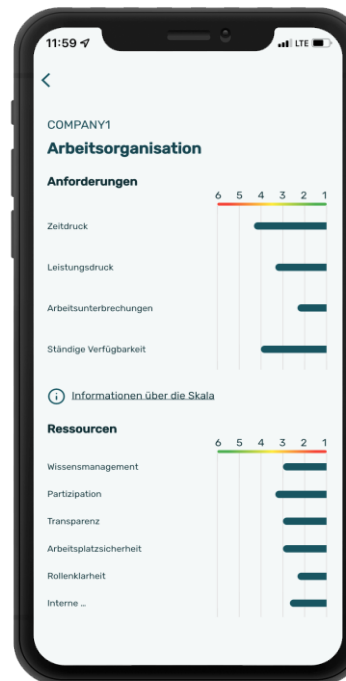 11:59 LTE
COMPANY1
Arbeitsorganisation
Anforderungen
6 5 4 3 2 1
Zeitdruck
Leistungsdruck
Arbeitsunterbrechungen
Ständige Verfügbarkeit
i Informationen über die Skala
Ressourcen
6 5 4 3 2 1
Wissensmanagement
Partizipation
Transparenz
Arbeitsplatzsicherheit
Rollenklarheit
Interne ...